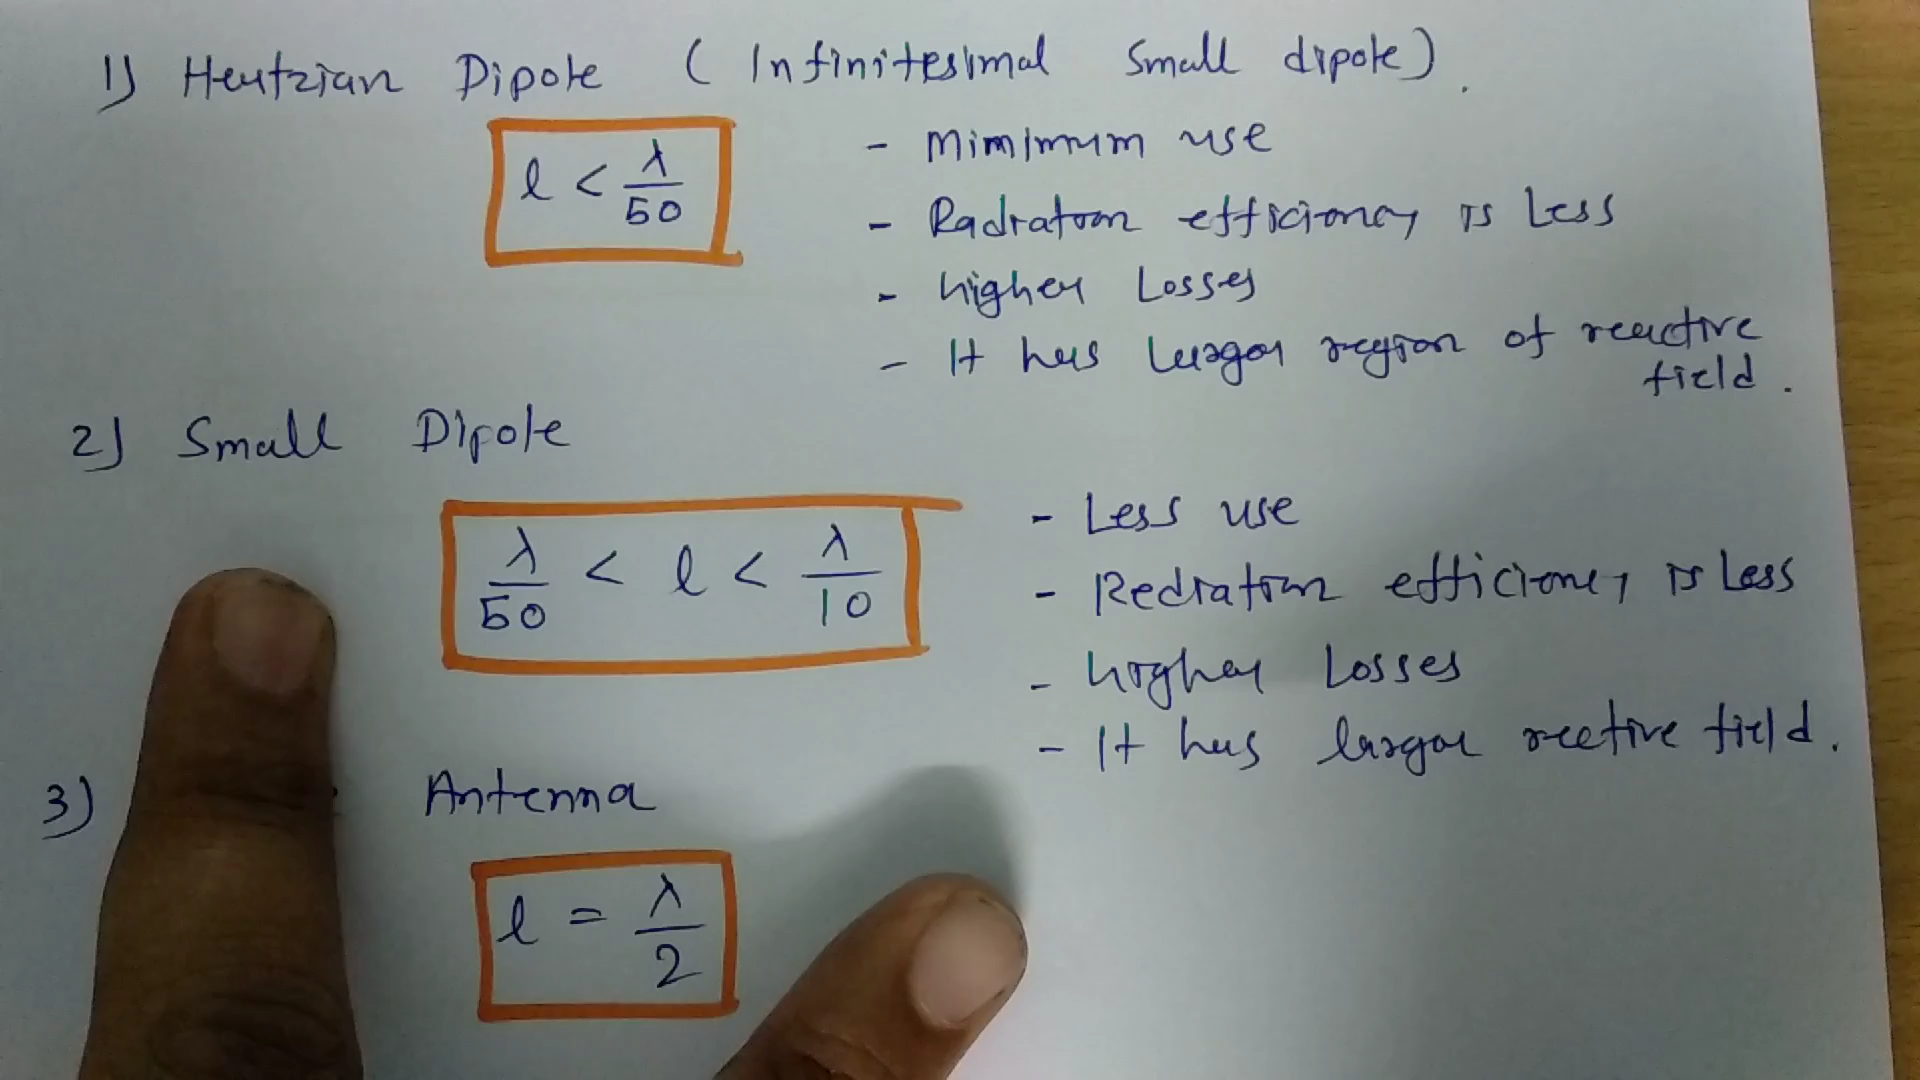 1) Hertzian Dipole ( Infinitesimal Small dipole ) .
l < λ/50
- Minimum use
- Radiation efficiency is Less
- higher Losses
- It has larger region of reactive field .
2) Small Dipole
λ/50 < l < λ/10
- Less use
- Rediation efficiency is Less
- higher Losses
- It has larger rective field .
3) Antenna
l = λ/2